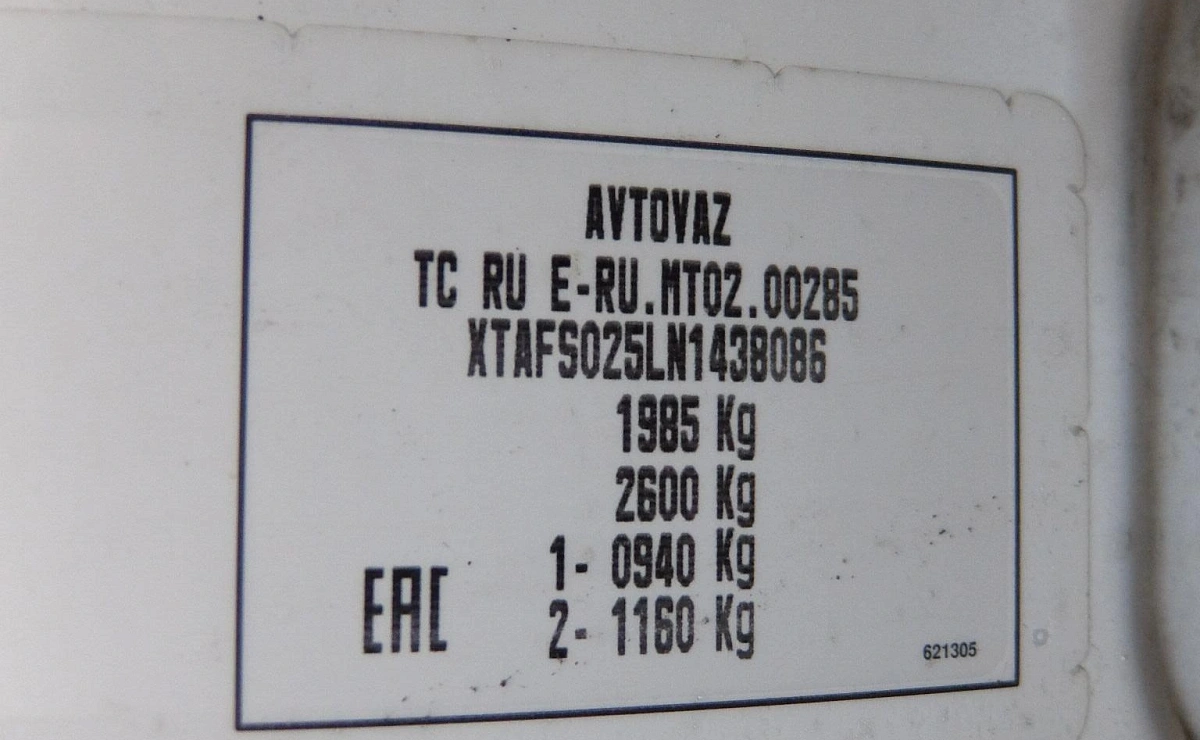 AVTOVAZ
TC RU E-RU.MT02.00285
XTAFS025LN1438086
1985 Kg
2600 Kg
1- 0940 Kg
2- 1160 Kg
EAC
621305